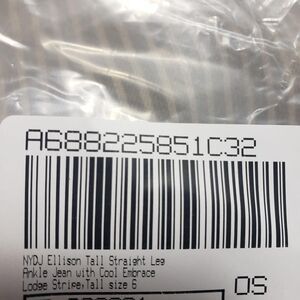 A688225851C32
NYDJ Ellison Tall Straight Leg
Ankle Jean with Cool Embrace
Lodge Stripe,Tall size 6
OS